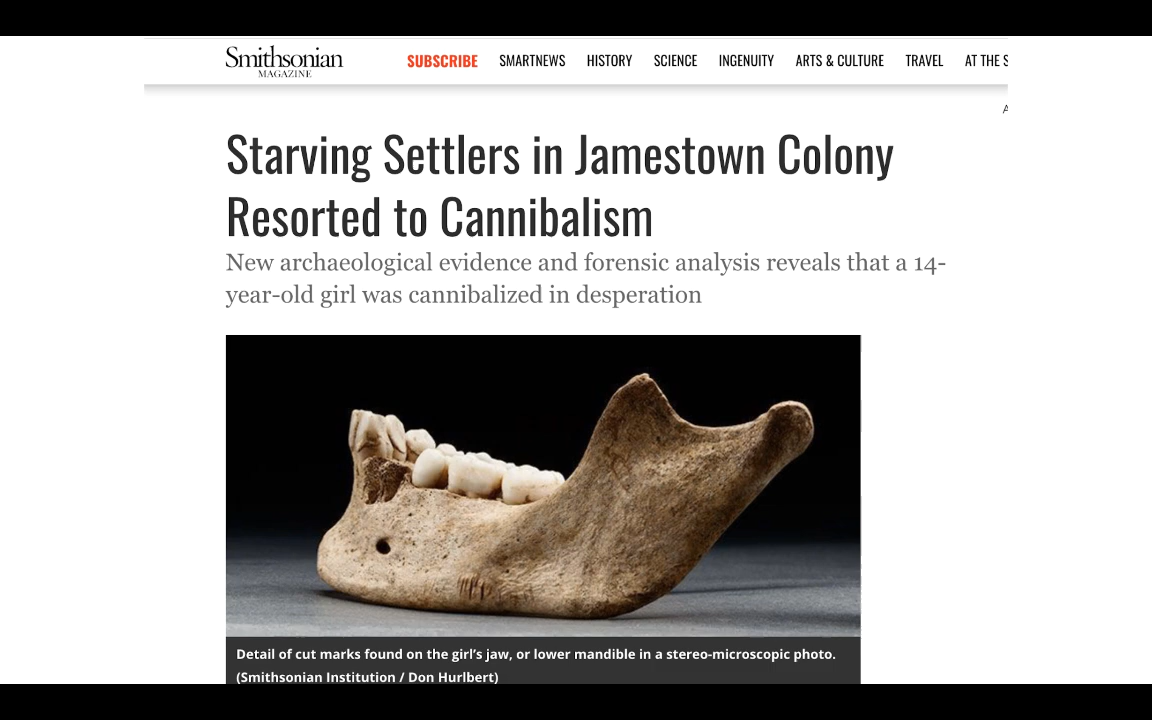 Smithsonian
MAGAZINE
SUBSCRIBE SMARTNEWS HISTORY SCIENCE INGENUITY ARTS & CULTURE TRAVEL AT THE S
A
Starving Settlers in Jamestown Colony
Resorted to Cannibalism
New archaeological evidence and forensic analysis reveals that a 14-
year-old girl was cannibalized in desperation
Detail of cut marks found on the girl’s jaw, or lower mandible in a stereo-microscopic photo.
(Smithsonian Institution / Don Hurlbert)